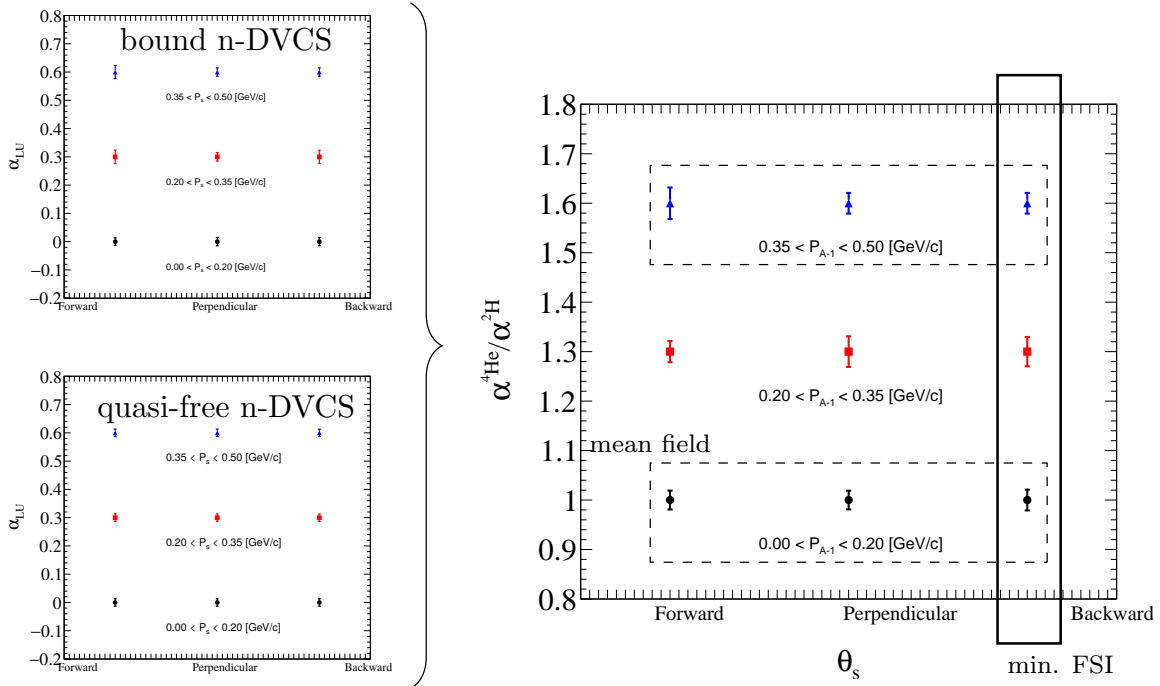 bound n-DVCS
0.8
0.7
0.6
0.5
0.4
0.3
0.2
0.1
0
−0.1
−0.2
α_LU
0.35 < P_s < 0.50 [GeV/c]
0.20 < P_s < 0.35 [GeV/c]
0.00 < P_s < 0.20 [GeV/c]
Forward Perpendicular Backward
quasi-free n-DVCS
0.8
0.7
0.6
0.5
0.4
0.3
0.2
0.1
0
−0.1
−0.2
α_LU
0.35 < P_s < 0.50 [GeV/c]
0.20 < P_s < 0.35 [GeV/c]
0.00 < P_s < 0.20 [GeV/c]
Forward Perpendicular Backward
1.8
1.7
1.6
1.5
1.4
1.3
1.2
1.1
1
0.9
0.8
α^4He/α^2H
0.35 < P_A-1 < 0.50 [GeV/c]
0.20 < P_A-1 < 0.35 [GeV/c]
mean field
0.00 < P_A-1 < 0.20 [GeV/c]
Forward Perpendicular Backward
θ_s
min. FSI